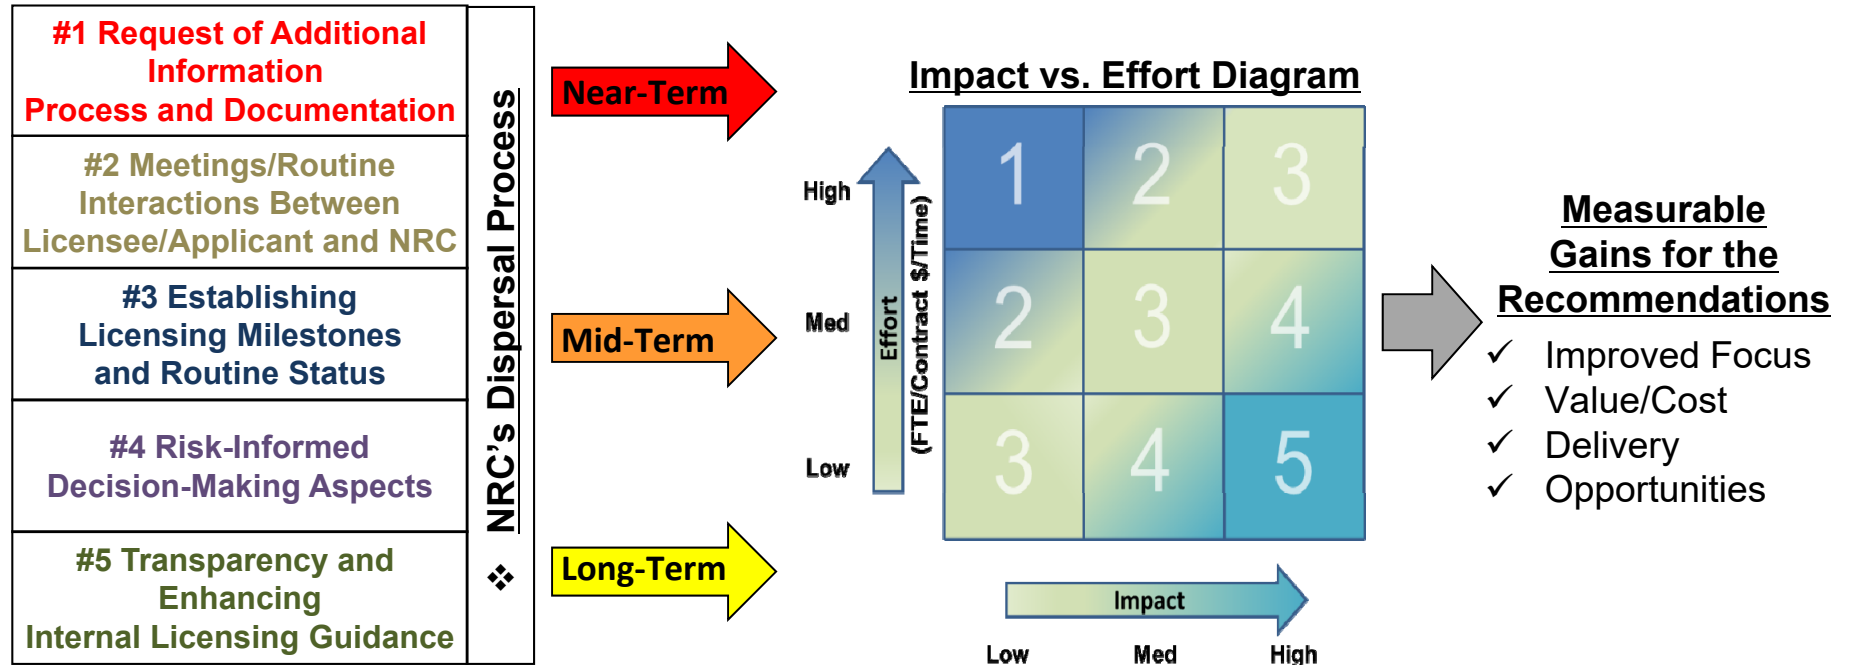 #1 Request of Additional
Information
Process and Documentation
#2 Meetings/Routine
Interactions Between
Licensee/Applicant and NRC
#3 Establishing
Licensing Milestones
and Routine Status
#4 Risk-Informed
Decision-Making Aspects
#5 Transparency and
Enhancing
Internal Licensing Guidance
❖ NRC's Dispersal Process
Near-Term
Mid-Term
Long-Term
Impact vs. Effort Diagram
High
Med
Low
Effort
(FTE/Contract $/Time)
1 2 3
2 3 4
3 4 5
Impact
Low Med High
Measurable
Gains for the
Recommendations
✓ Improved Focus
✓ Value/Cost
✓ Delivery
✓ Opportunities